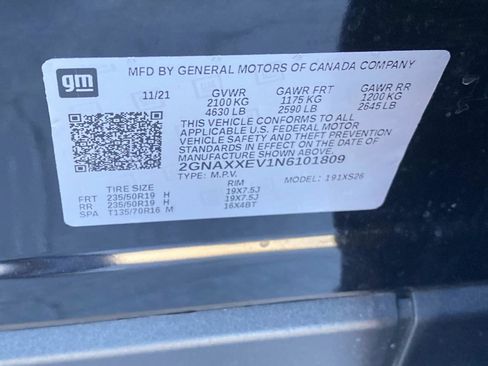 gm
MFD BY GENERAL MOTORS OF CANADA COMPANY
11/21 GVWR GAWR FRT GAWR RR
2100 KG 1175 KG 1200 KG
4630 LB 2590 LB 2645 LB
THIS VEHICLE CONFORMS TO ALL
APPLICABLE U.S. FEDERAL MOTOR
VEHICLE SAFETY AND THEFT PREVENTION
STANDARDS IN EFFECT ON THE DATE OF
MANUFACTURE SHOWN ABOVE.
2GNAXXEV1N6101809
TYPE: M.P.V. MODEL: 191XS26
TIRE SIZE RIM
FRT 235/50R19 H 19X7.5J
RR 235/50R19 H 19X7.5J
SPA T135/70R16 M 16X4BT